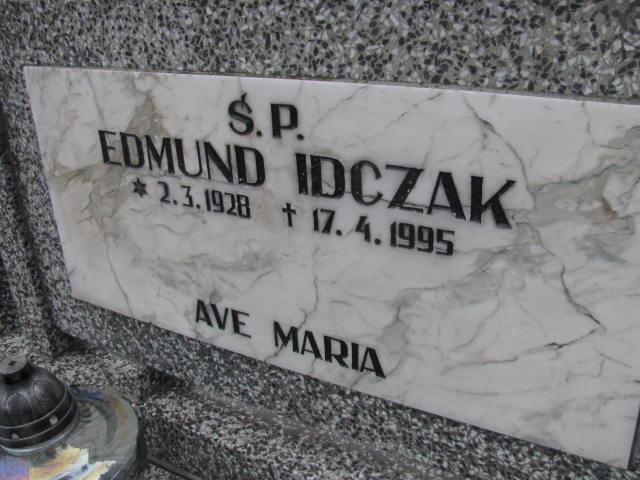 Ś.P.
EDMUND IDCZAK
* 2.3.1928 † 17.4.1995
AVE MARIA